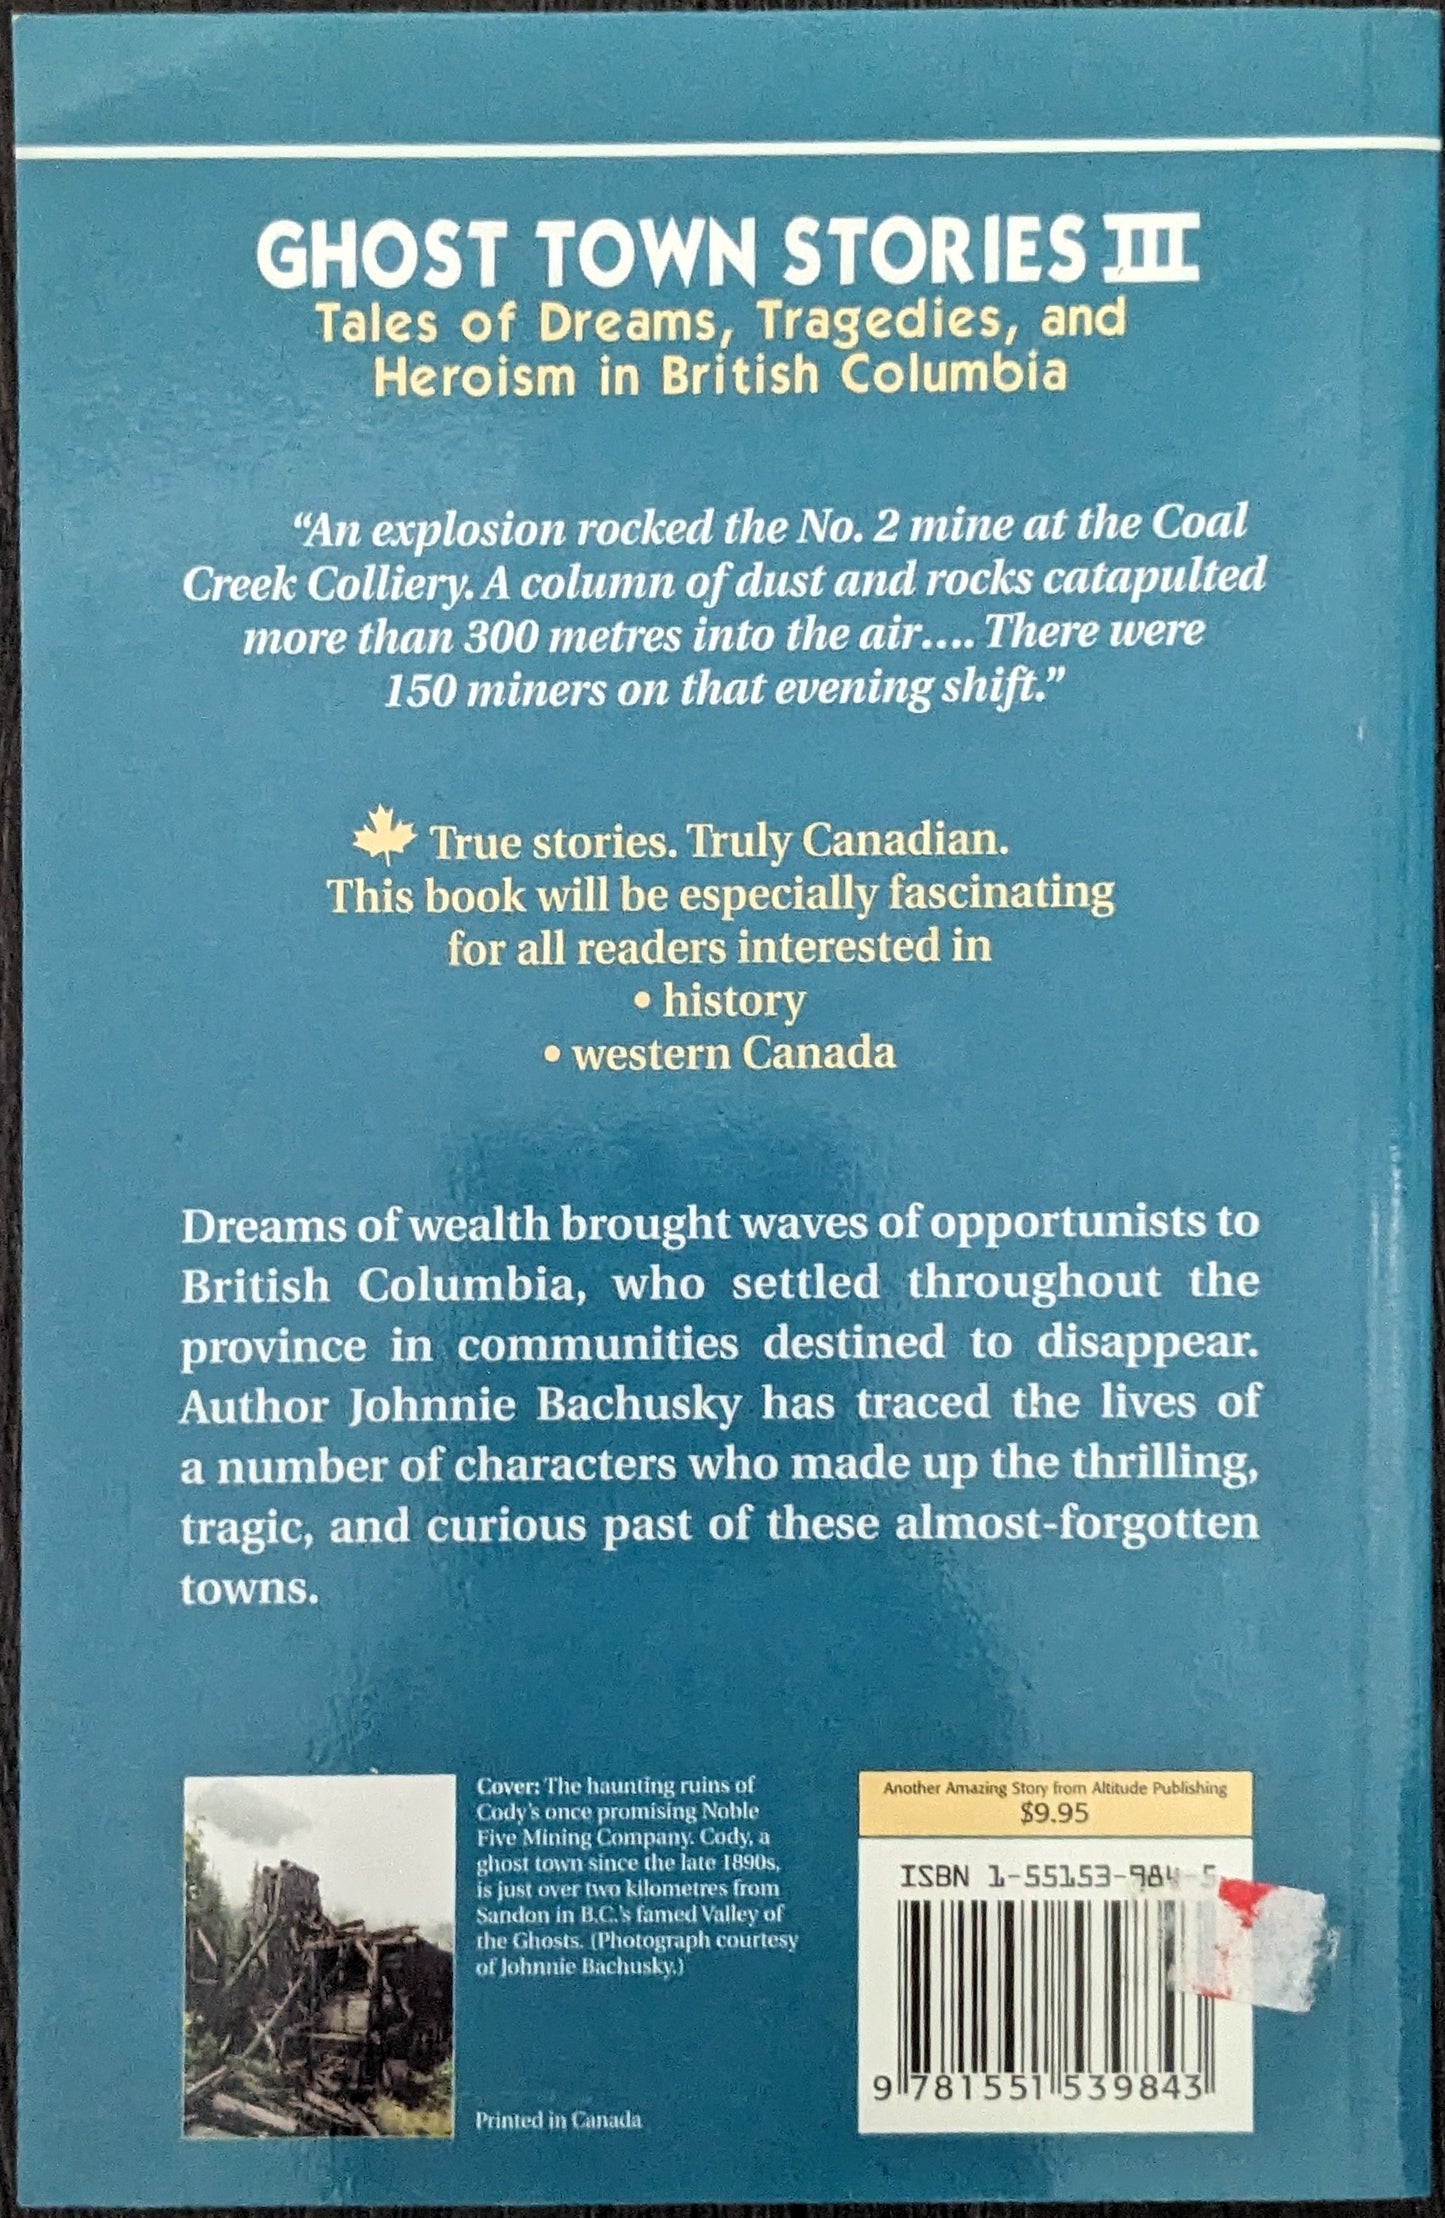 GHOST TOWN STORIES III
Tales of Dreams, Tragedies, and
Heroism in British Columbia
“An explosion rocked the No. 2 mine at the Coal
Creek Colliery. A column of dust and rocks catapulted
more than 300 metres into the air.... There were
150 miners on that evening shift.”
True stories. Truly Canadian.
This book will be especially fascinating
for all readers interested in
• history
• western Canada
Dreams of wealth brought waves of opportunists to
British Columbia, who settled throughout the
province in communities destined to disappear.
Author Johnnie Bachusky has traced the lives of
a number of characters who made up the thrilling,
tragic, and curious past of these almost-forgotten
towns.
Cover: The haunting ruins of
Cody's once promising Noble
Five Mining Company. Cody, a
ghost town since the late 1890s,
is just over two kilometres from
Sandon in B.C.'s famed Valley of
the Ghosts. (Photograph courtesy
of Johnnie Bachusky.)
Printed in Canada
Another Amazing Story from Altitude Publishing
$9.95
ISBN 1-55153-984-5
9 781551 539843